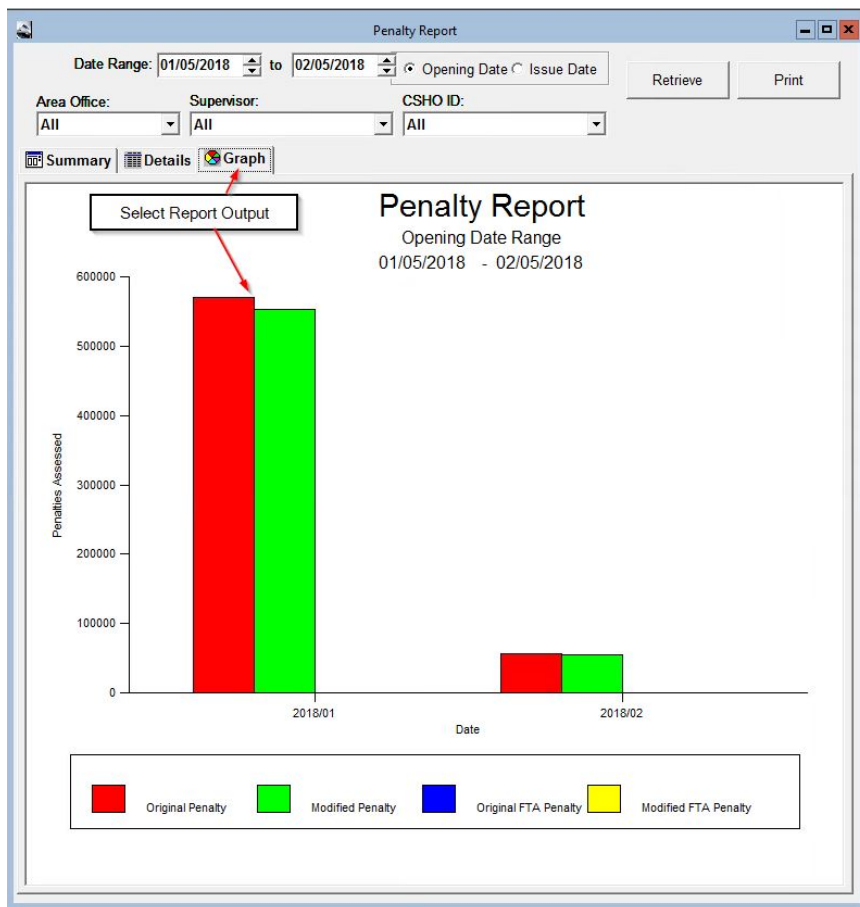 Penalty Report
Date Range: 01/05/2018 to 02/05/2018 Opening Date Issue Date
Retrieve Print
Area Office: Supervisor: CSHO ID:
All All All
Summary Details Graph
Select Report Output
Penalty Report
Opening Date Range
01/05/2018 - 02/05/2018
600000
500000
400000
300000
200000
100000
0
Penalties Assessed
2018/01 2018/02
Date
Original Penalty Modified Penalty Original FTA Penalty Modified FTA Penalty